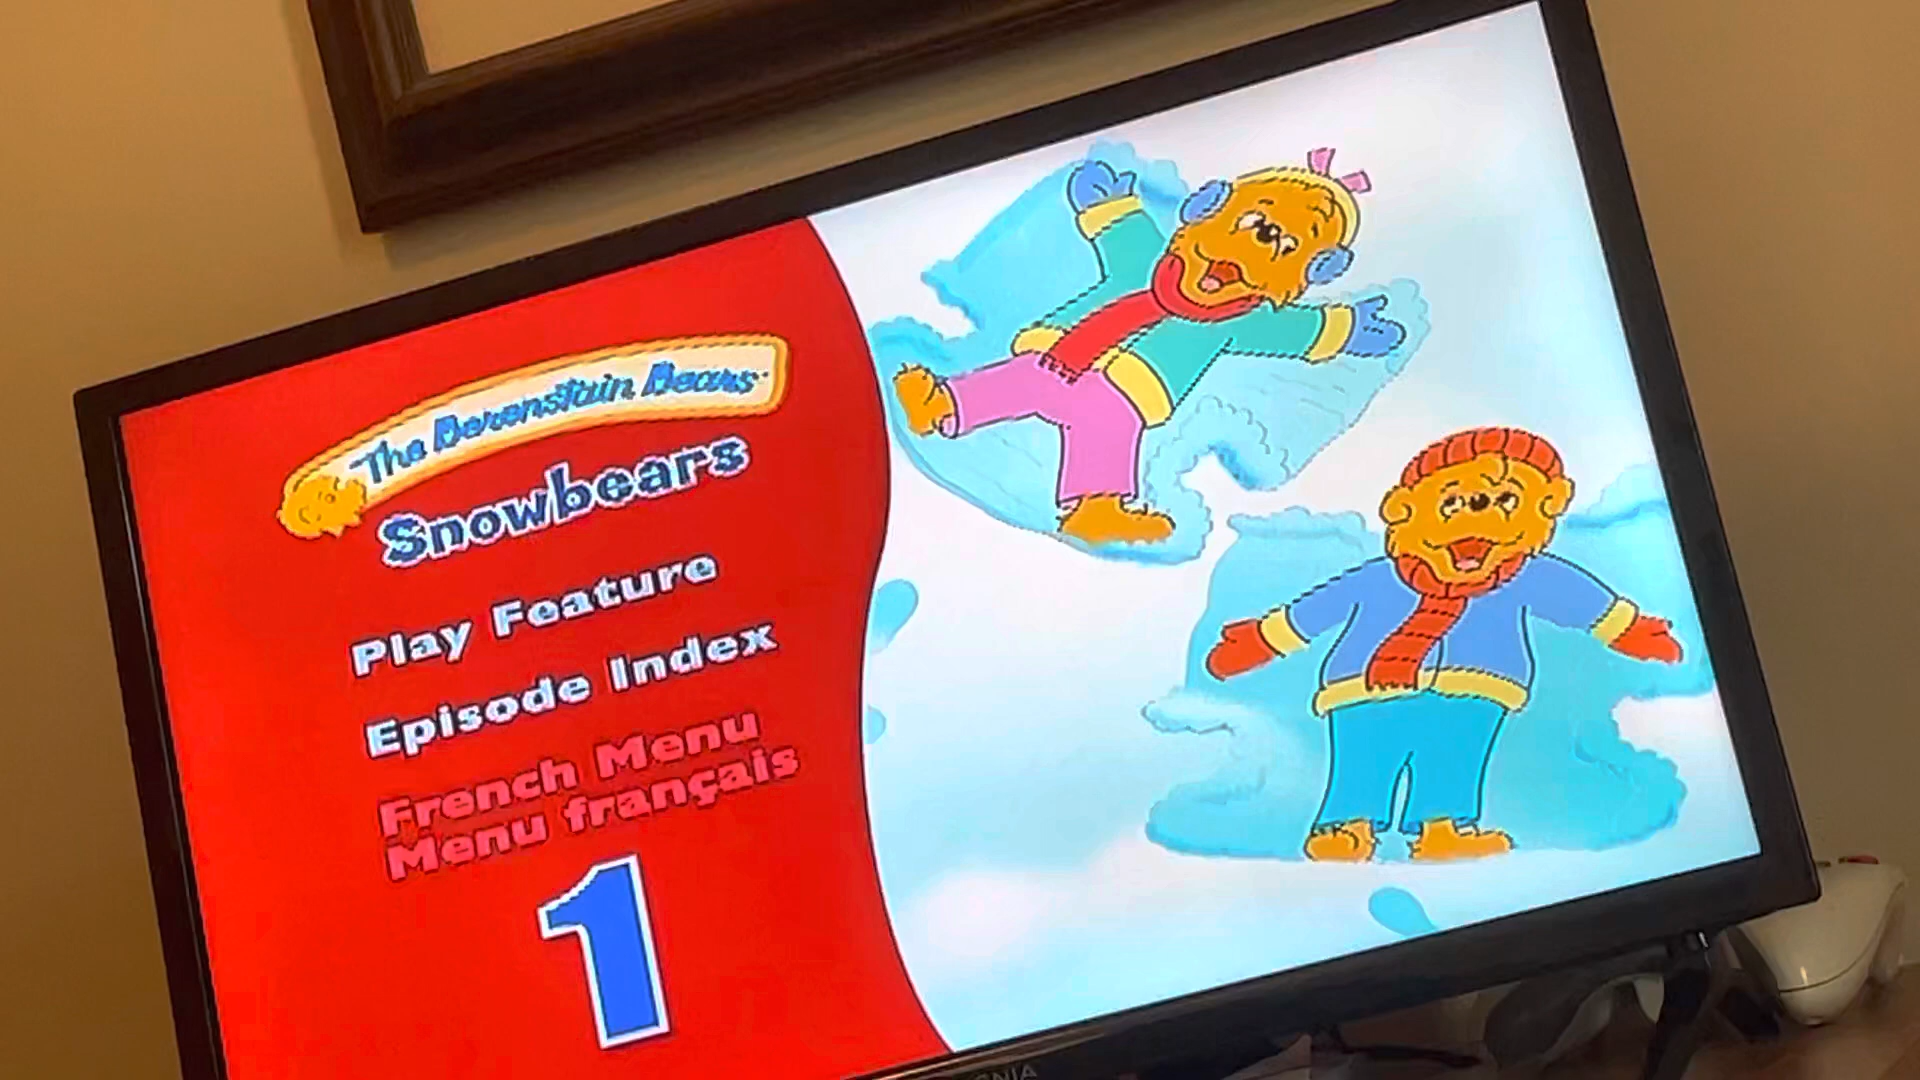 The Berenstain Bears
Snowbears
Play Feature
Episode Index
French Menu
Menu français
1